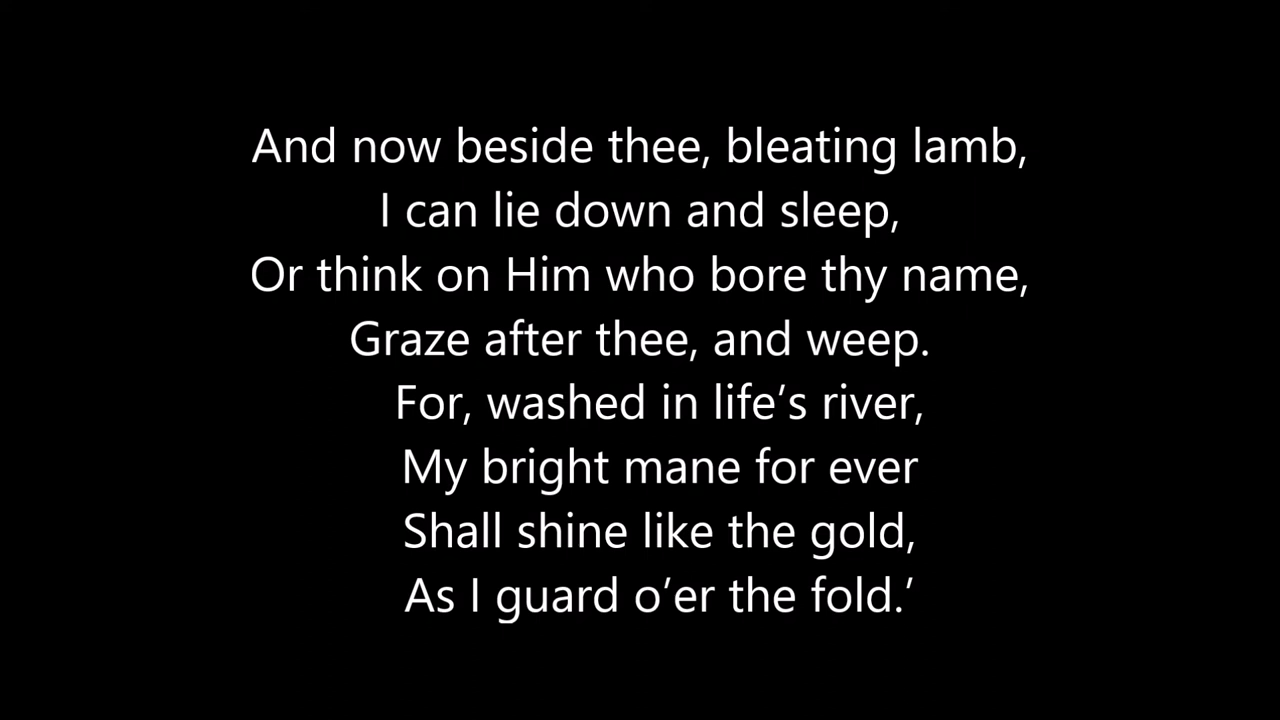 And now beside thee, bleating lamb,
I can lie down and sleep,
Or think on Him who bore thy name,
Graze after thee, and weep.
For, washed in life’s river,
My bright mane for ever
Shall shine like the gold,
As I guard o’er the fold.’